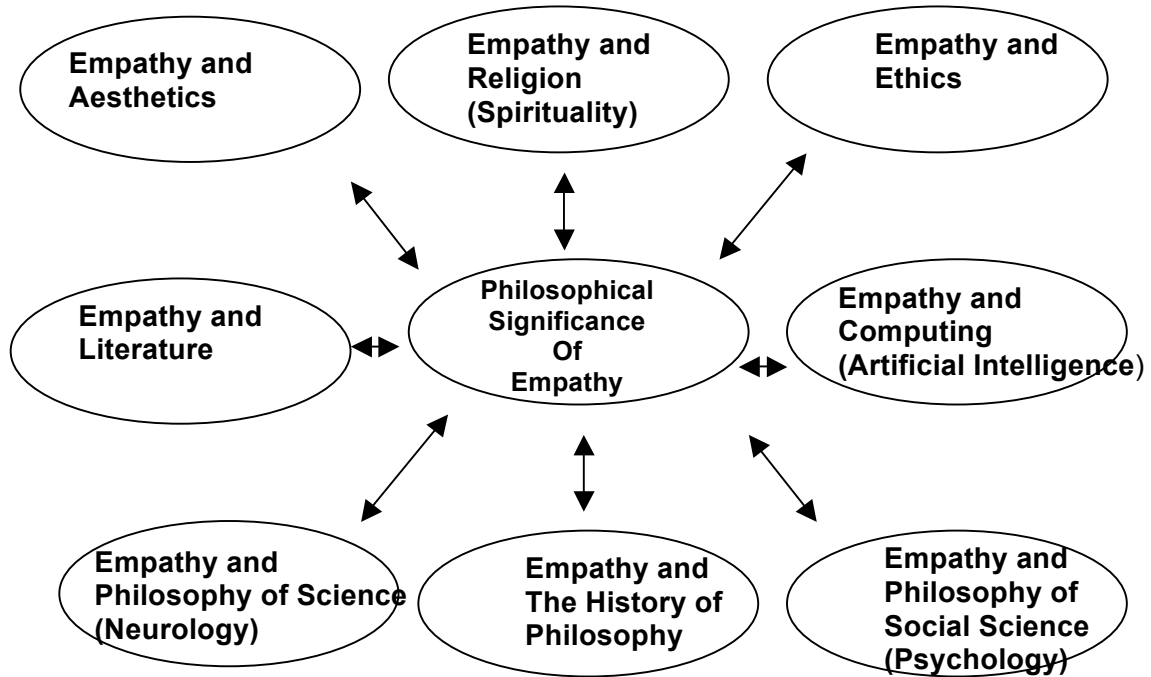 Empathy and
Aesthetics
Empathy and
Religion
(Spirituality)
Empathy and
Ethics
Empathy and
Literature
Philosophical
Significance
Of
Empathy
Empathy and
Computing
(Artificial Intelligence)
Empathy and
Philosophy of Science
(Neurology)
Empathy and
The History of
Philosophy
Empathy and
Philosophy of
Social Science
(Psychology)